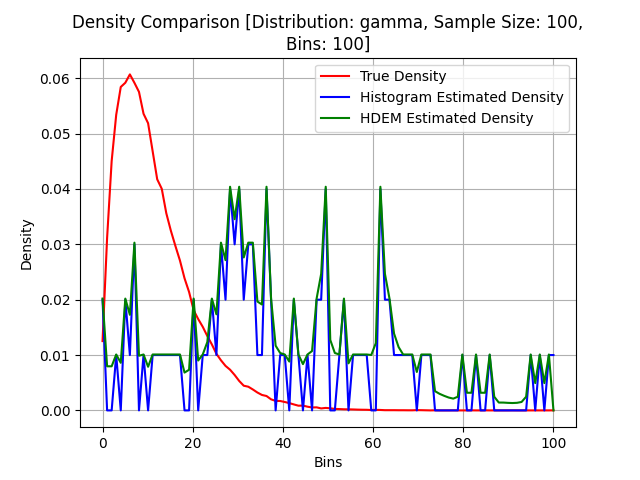 Density Comparison [Distribution: gamma, Sample Size: 100,
Bins: 100]
True Density
Histogram Estimated Density
HDEM Estimated Density
Density
0.06
0.05
0.04
0.03
0.02
0.01
0.00
0 20 40 60 80 100
Bins